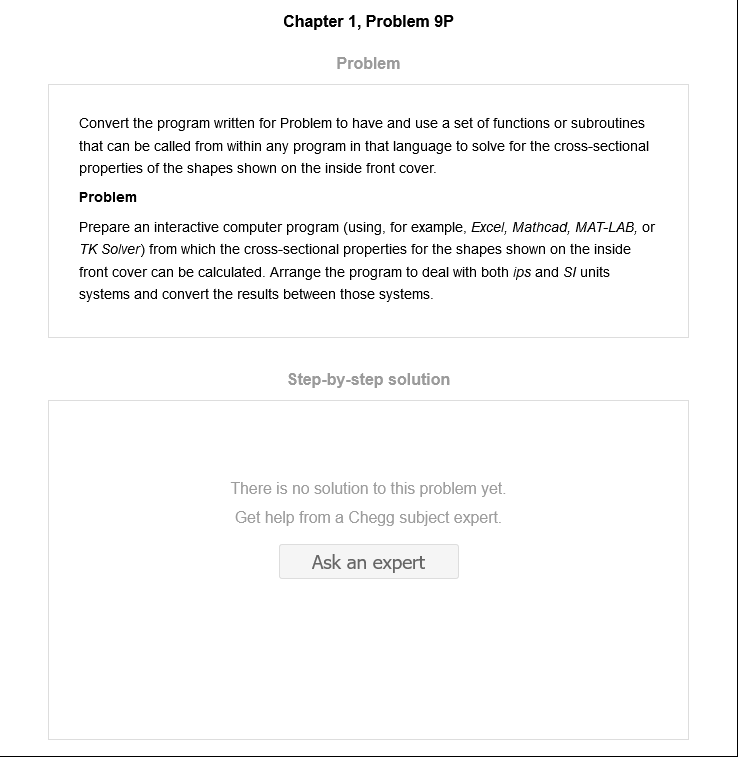 Chapter 1, Problem 9P
Problem
Convert the program written for Problem to have and use a set of functions or subroutines
that can be called from within any program in that language to solve for the cross-sectional
properties of the shapes shown on the inside front cover.
Problem
Prepare an interactive computer program (using, for example, Excel, Mathcad, MAT-LAB, or
TK Solver) from which the cross-sectional properties for the shapes shown on the inside
front cover can be calculated. Arrange the program to deal with both ips and SI units
systems and convert the results between those systems.
Step-by-step solution
There is no solution to this problem yet.
Get help from a Chegg subject expert.
Ask an expert